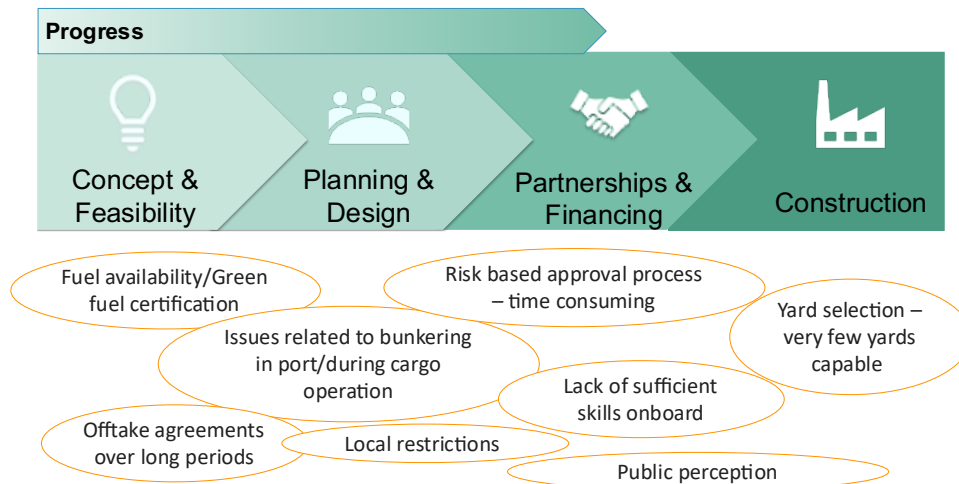 Progress
Concept &
Feasibility
Planning &
Design
Partnerships &
Financing
Construction
Fuel availability/Green
fuel certification
Risk based approval process
– time consuming
Yard selection –
very few yards
capable
Issues related to bunkering
in port/during cargo
operation
Lack of sufficient
skills onboard
Offtake agreements
over long periods
Local restrictions
Public perception